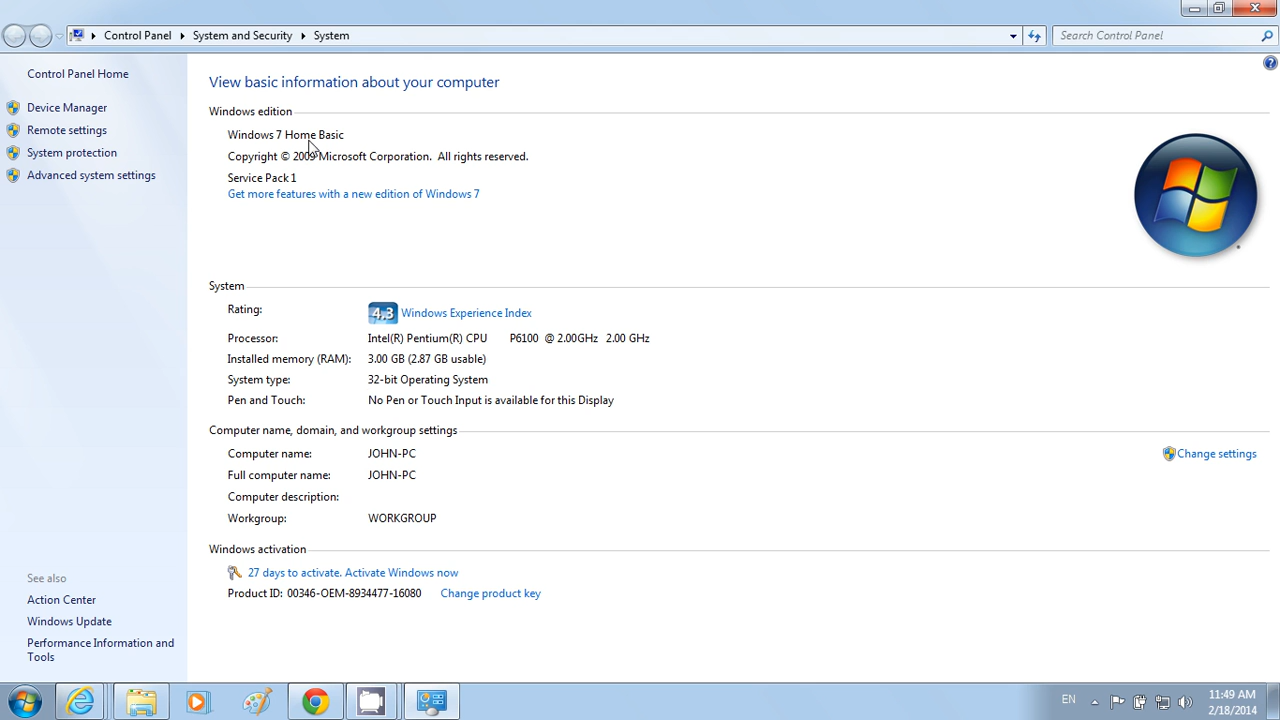 Control Panel System and Security System
Search Control Panel
Control Panel Home
Device Manager
Remote settings
System protection
Advanced system settings
View basic information about your computer
Windows edition
Windows 7 Home Basic
Copyright © 2009 Microsoft Corporation. All rights reserved.
Service Pack 1
Get more features with a new edition of Windows 7
System
Rating: 4.3 Windows Experience Index
Processor: Intel(R) Pentium(R) CPU P6100 @ 2.00GHz 2.00 GHz
Installed memory (RAM): 3.00 GB (2.87 GB usable)
System type: 32-bit Operating System
Pen and Touch: No Pen or Touch Input is available for this Display
Computer name, domain, and workgroup settings
Computer name: JOHN-PC
Change settings
Full computer name: JOHN-PC
Computer description:
Workgroup: WORKGROUP
Windows activation
27 days to activate. Activate Windows now
Product ID: 00346-OEM-8934477-16080 Change product key
See also
Action Center
Windows Update
Performance Information and
Tools
EN
11:49 AM
2/18/2014